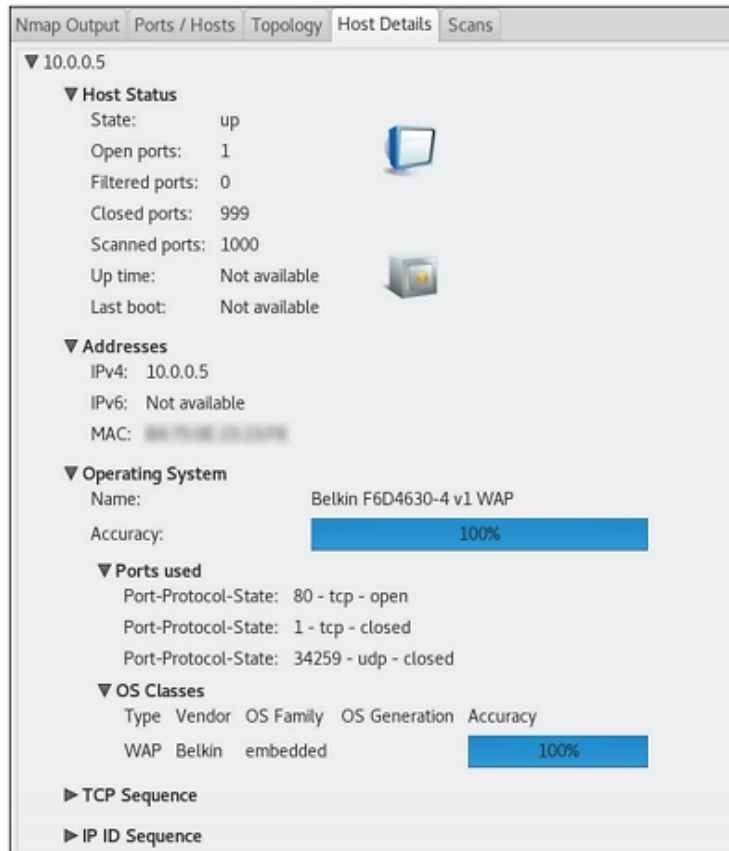 Nmap Output Ports / Hosts Topology Host Details Scans
10.0.0.5
Host Status
State: up
Open ports: 1
Filtered ports: 0
Closed ports: 999
Scanned ports: 1000
Up time: Not available
Last boot: Not available
Addresses
IPv4: 10.0.0.5
IPv6: Not available
MAC:
Operating System
Name: Belkin F6D4630-4 v1 WAP
Accuracy: 100%
Ports used
Port-Protocol-State: 80 - tcp - open
Port-Protocol-State: 1 - tcp - closed
Port-Protocol-State: 34259 - udp - closed
OS Classes
Type Vendor OS Family OS Generation Accuracy
WAP Belkin embedded 100%
TCP Sequence
IP ID Sequence